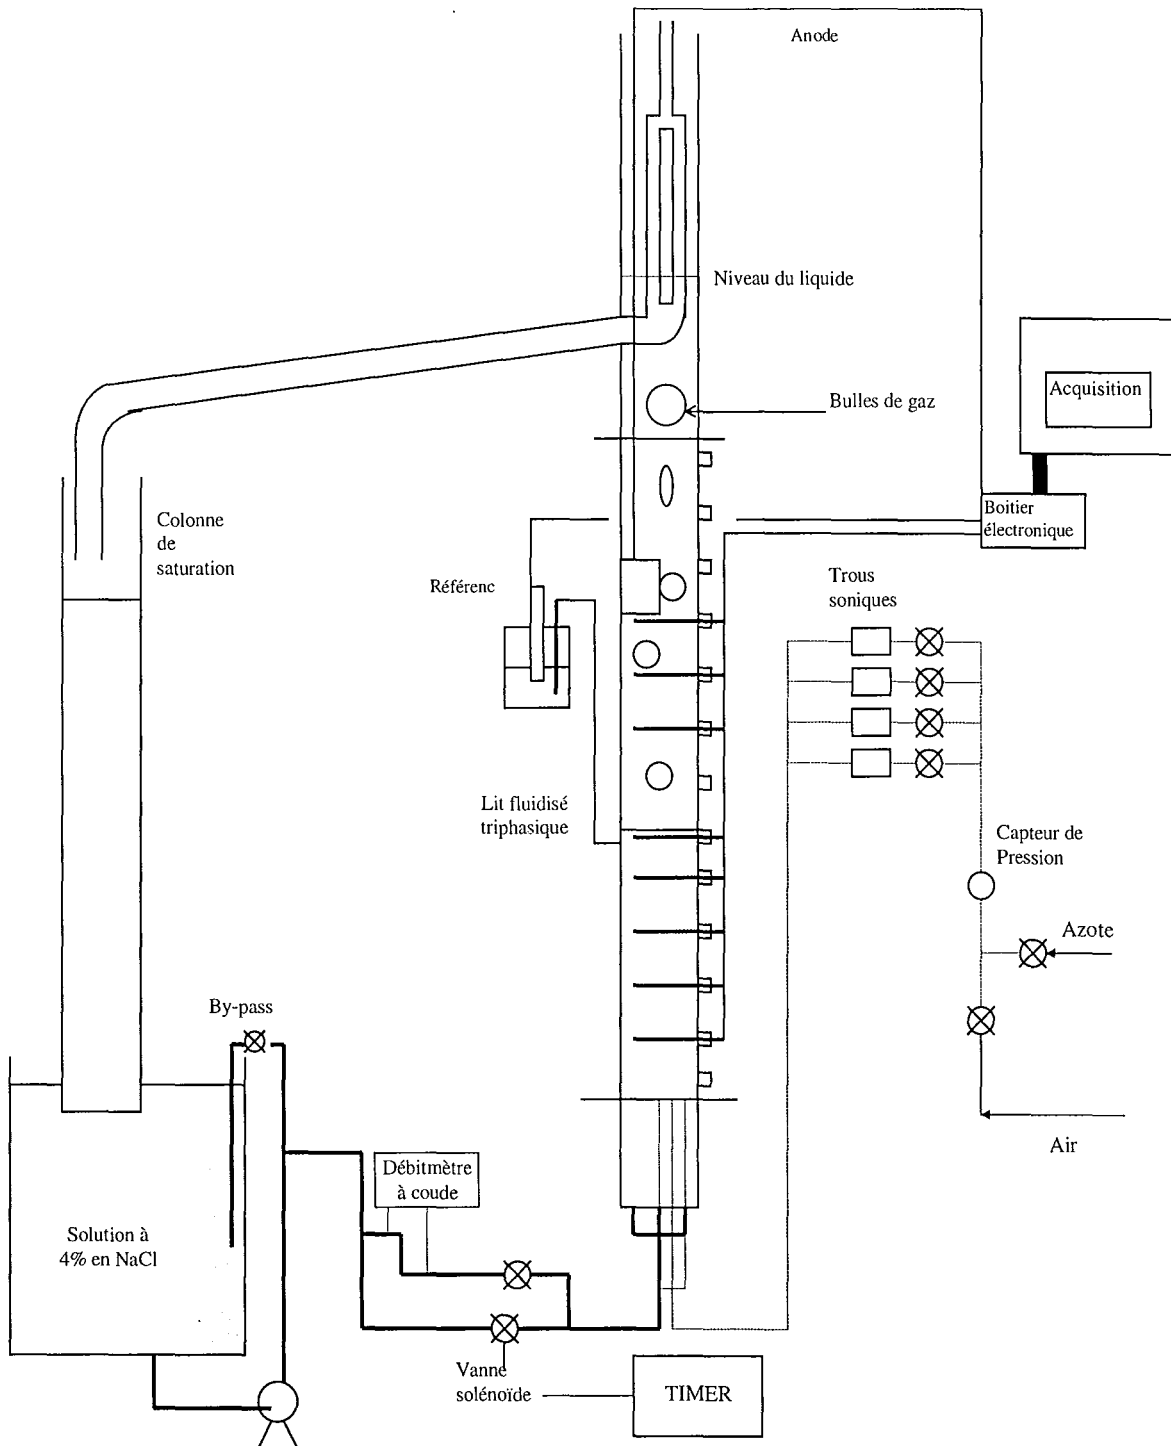 Anode
Niveau du liquide
Acquisition
Bulles de gaz
Boitier
électronique
Colonne
de
saturation
Référenc
Trous
soniques
Lit fluidisé
triphasique
Capteur de
Pression
Azote
By-pass
Air
Débitmètre
à coude
Solution à
4% en NaCl
Vanne
solénoïde
TIMER